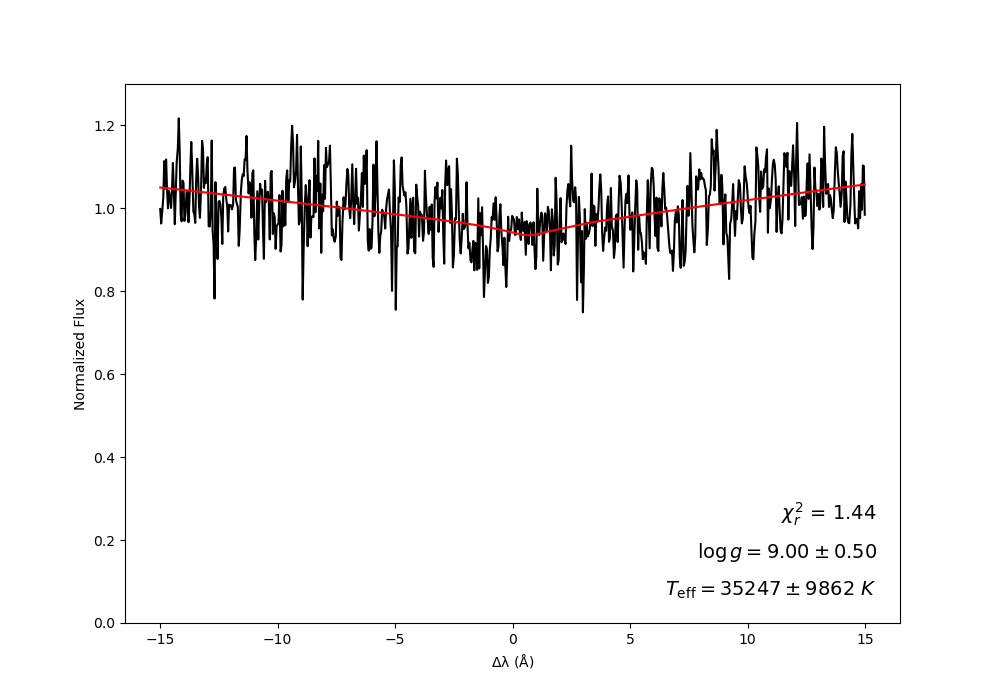 1.2
1.0
0.8
0.6
0.4
0.2
0.0
Normalized Flux
χ²ᵣ = 1.44
log g = 9.00 ± 0.50
T_eff = 35247 ± 9862 K
−15 −10 −5 0 5 10 15
Δλ (Å)